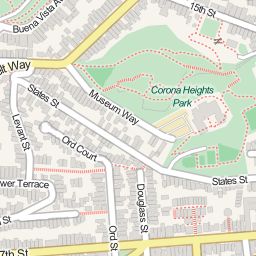 15th St
Buena Vista A
lt Way
States St
Museum Way
Corona Heights
Park
Levant St
Ord Court
wer Terrace
Douglass St
States St
St
Ord St
7th St